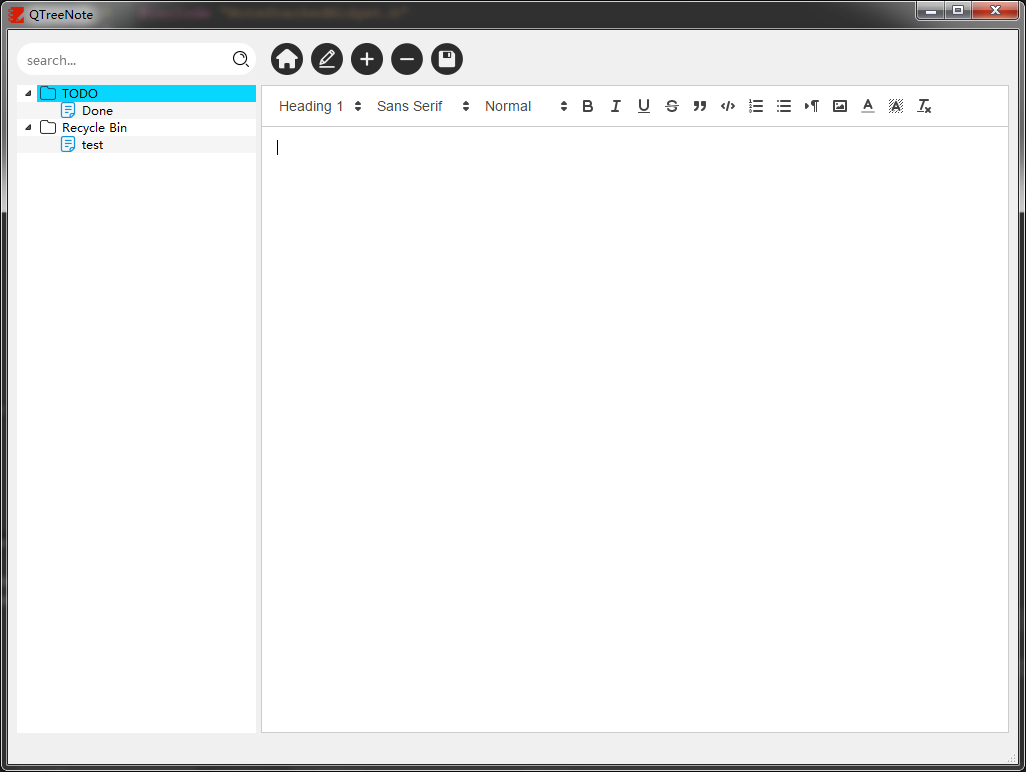 QTreeNote
search...
Heading 1 Sans Serif Normal
TODO
Done
Recycle Bin
test